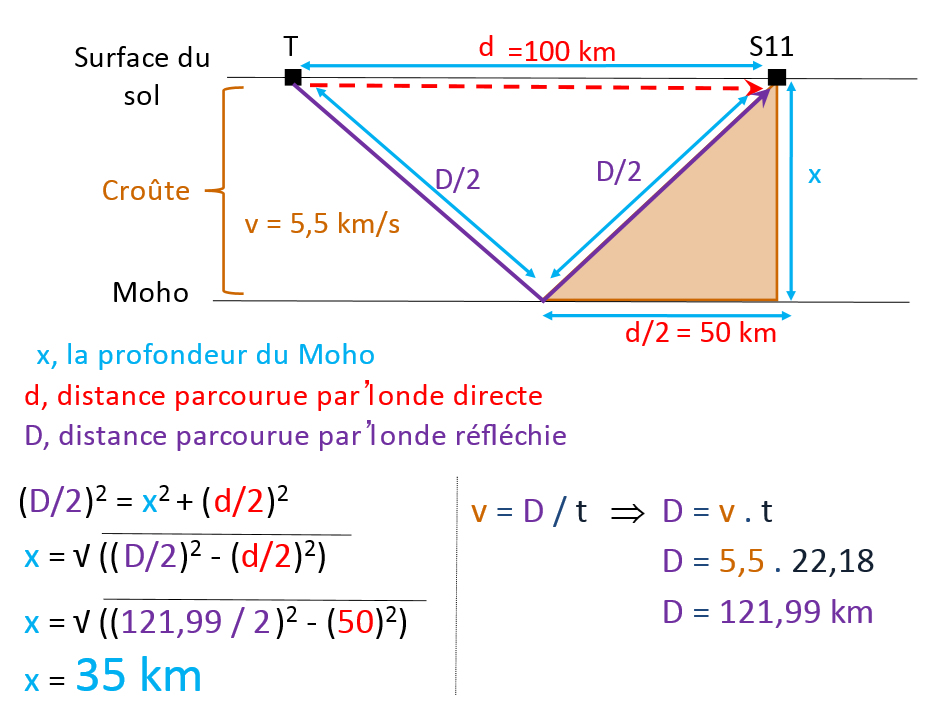 T
d =100 km
S11
Surface du
sol
D/2
D/2
x
Croûte
v = 5,5 km/s
Moho
d/2 = 50 km
x, la profondeur du Moho
d, distance parcourue par l’onde directe
D, distance parcourue par l’onde réfléchie
(D/2)² = x² + (d/2)²
x = √ ((D/2)² - (d/2)²)
x = √ ((121,99 / 2 )² - (50)²)
x = 35 km
v = D / t ⇒ D = v . t
D = 5,5 . 22,18
D = 121,99 km